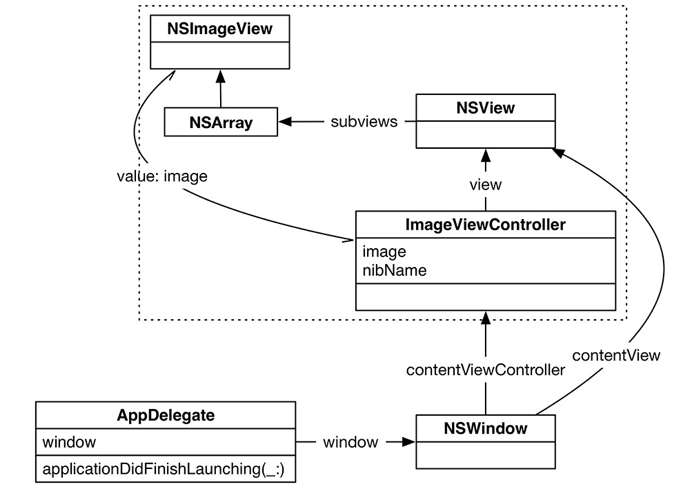 NSImageView
NSArray
subviews
NSView
value: image
view
ImageViewController
image
nibName
contentViewController
contentView
AppDelegate
window
applicationDidFinishLaunching(_:)
window
NSWindow